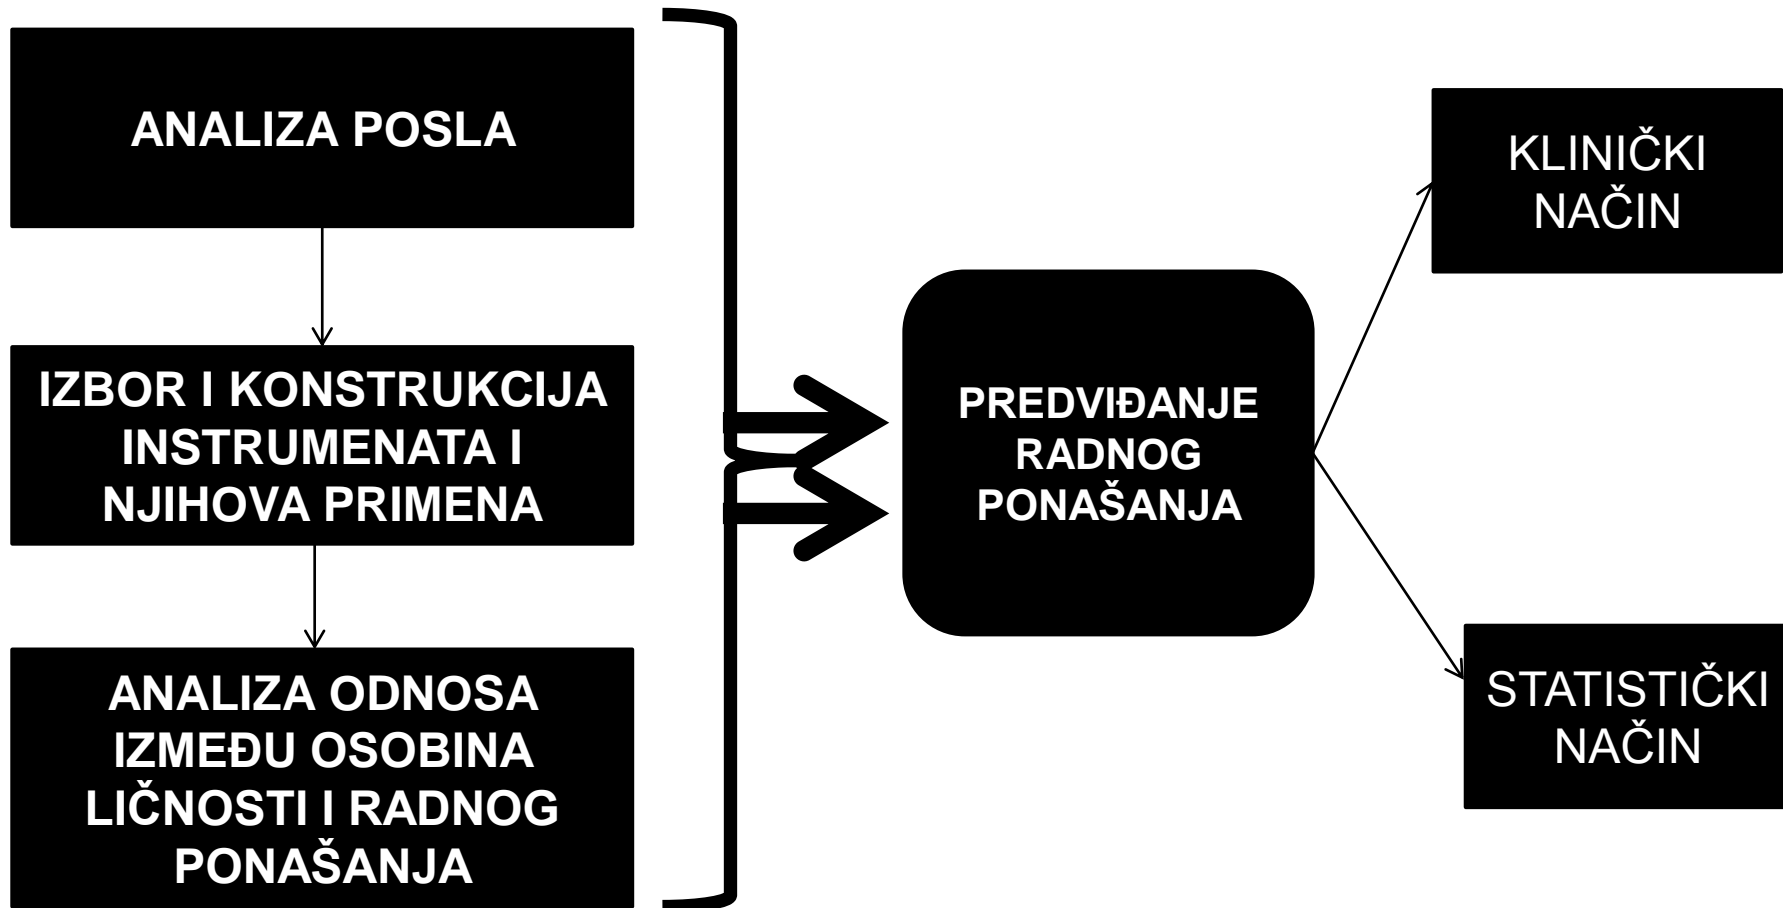 ANALIZA POSLA
IZBOR I KONSTRUKCIJA
INSTRUMENATA I
NJIHOVA PRIMENA
ANALIZA ODNOSA
IZMEĐU OSOBINA
LIČNOSTI I RADNOG
PONAŠANJA
PREDVIĐANJE
RADNOG
PONAŠANJA
KLINIČKI
NAČIN
STATISTIČKI
NAČIN